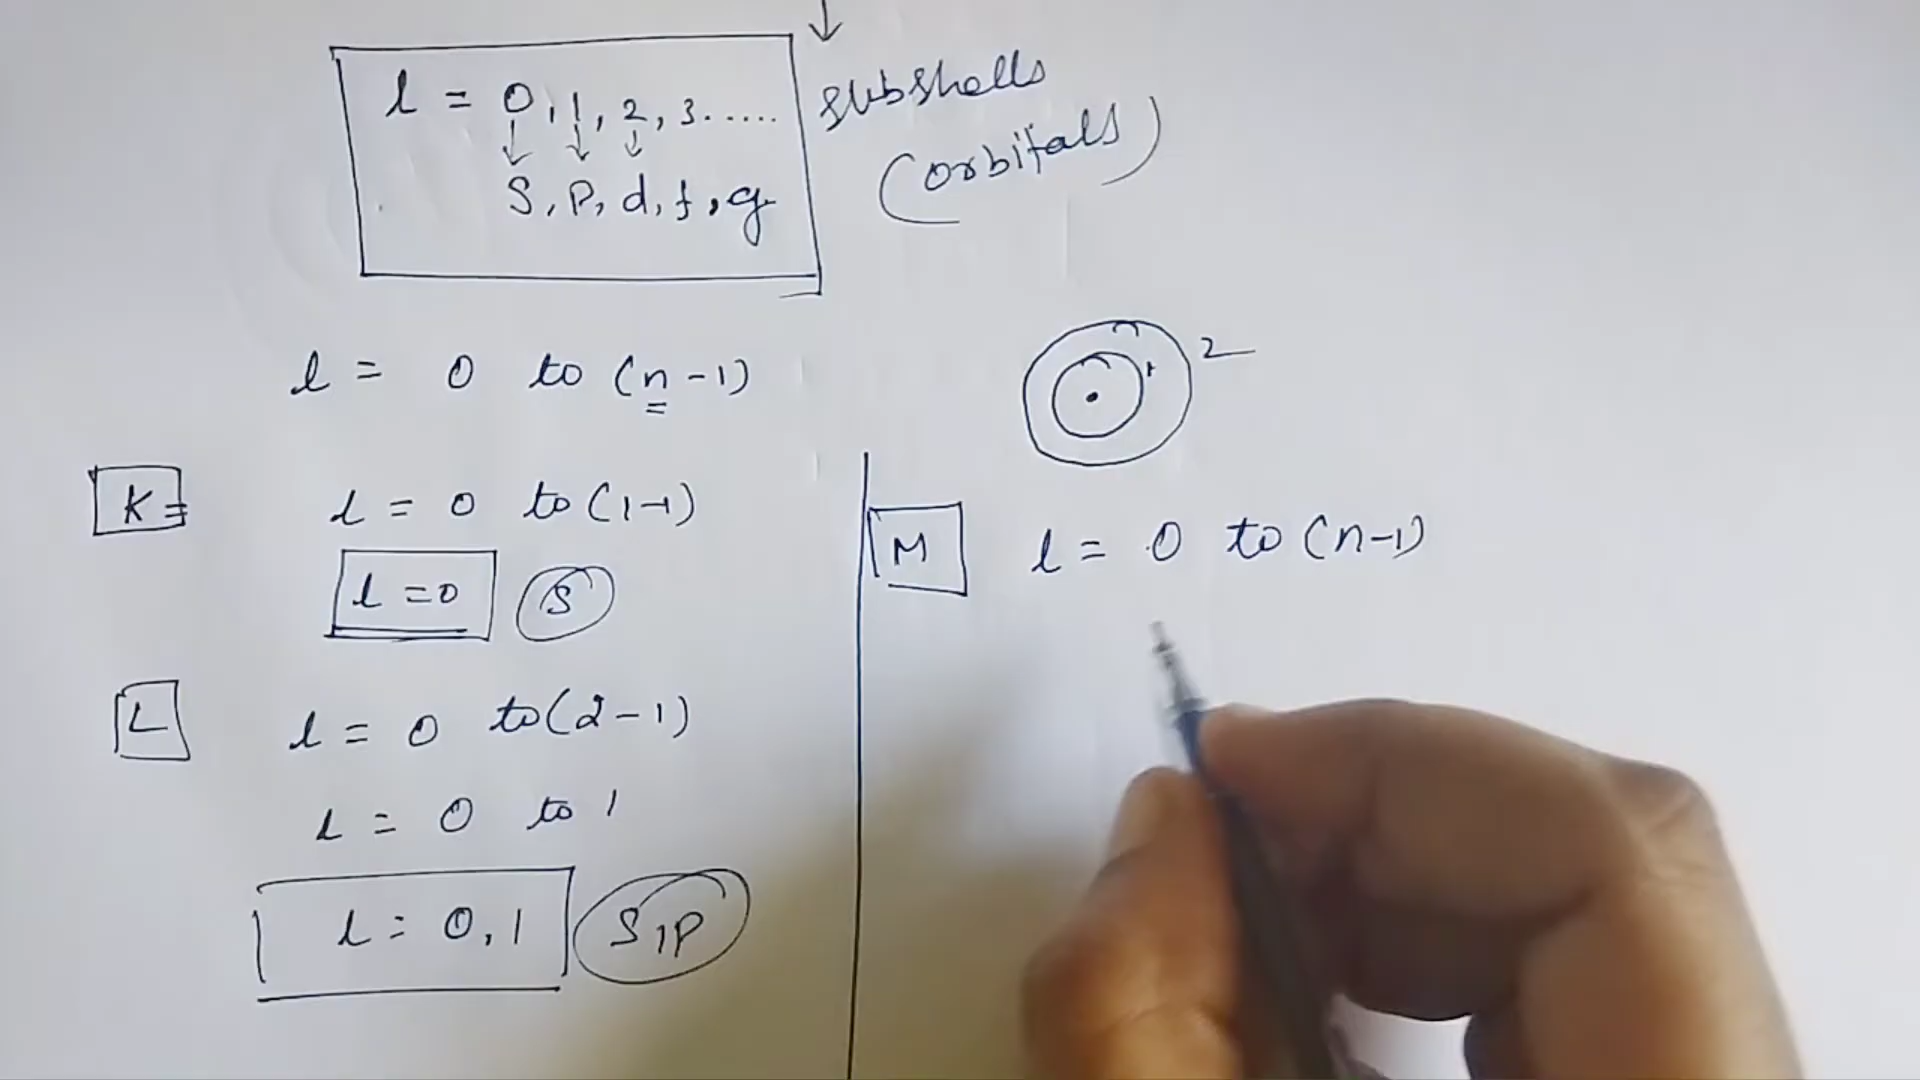 l = 0, 1, 2, 3.....
S, P, d, f, g
subshells
(orbitals)
l = 0 to (n-1)
2
K = l = 0 to (1-1)
l = 0 S
L l = 0 to (2-1)
l = 0 to 1
l = 0, 1 S, P
M l = 0 to (n-1)